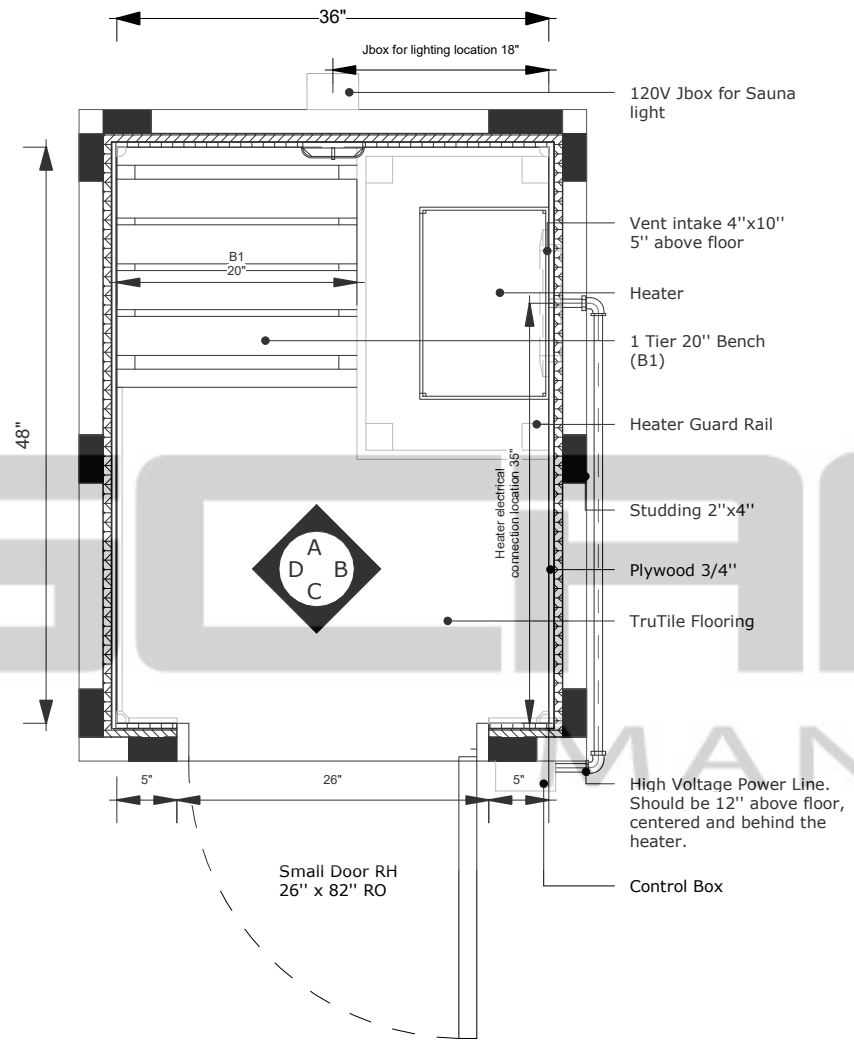 36"
Jbox for lighting location 18"
120V Jbox for Sauna
light
Vent intake 4''x10''
5'' above floor
B1
20"
Heater
1 Tier 20'' Bench
(B1)
48"
Heater Guard Rail
Heater electrical
connection location 35"
Studding 2''x4''
A
D B
C
Plywood 3/4''
TruTile Flooring
MAN
5"
26"
5"
High Voltage Power Line.
Should be 12'' above floor,
centered and behind the
heater.
Small Door RH
26'' x 82'' RO
Control Box